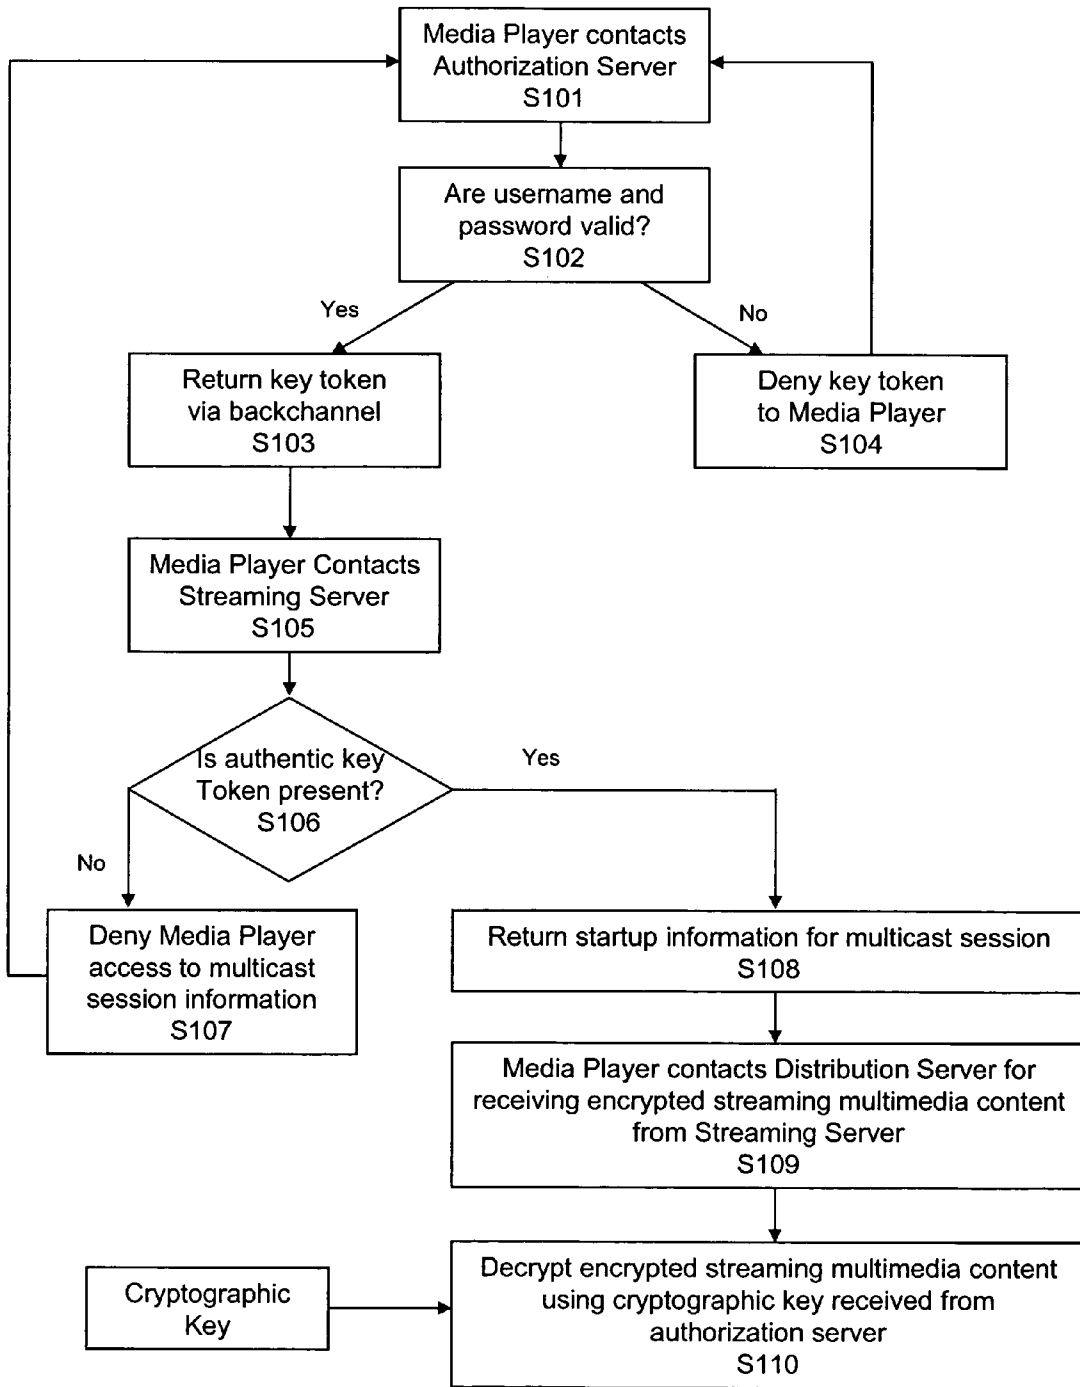 Media Player contacts
Authorization Server
S101
Are username and
password valid?
S102
Yes
No
Return key token
via backchannel
S103
Deny key token
to Media Player
S104
Media Player Contacts
Streaming Server
S105
Is authentic key
Token present?
S106
Yes
No
Deny Media Player
access to multicast
session information
S107
Return startup information for multicast session
S108
Media Player contacts Distribution Server for
receiving encrypted streaming multimedia content
from Streaming Server
S109
Cryptographic
Key
Decrypt encrypted streaming multimedia content
using cryptographic key received from
authorization server
S110